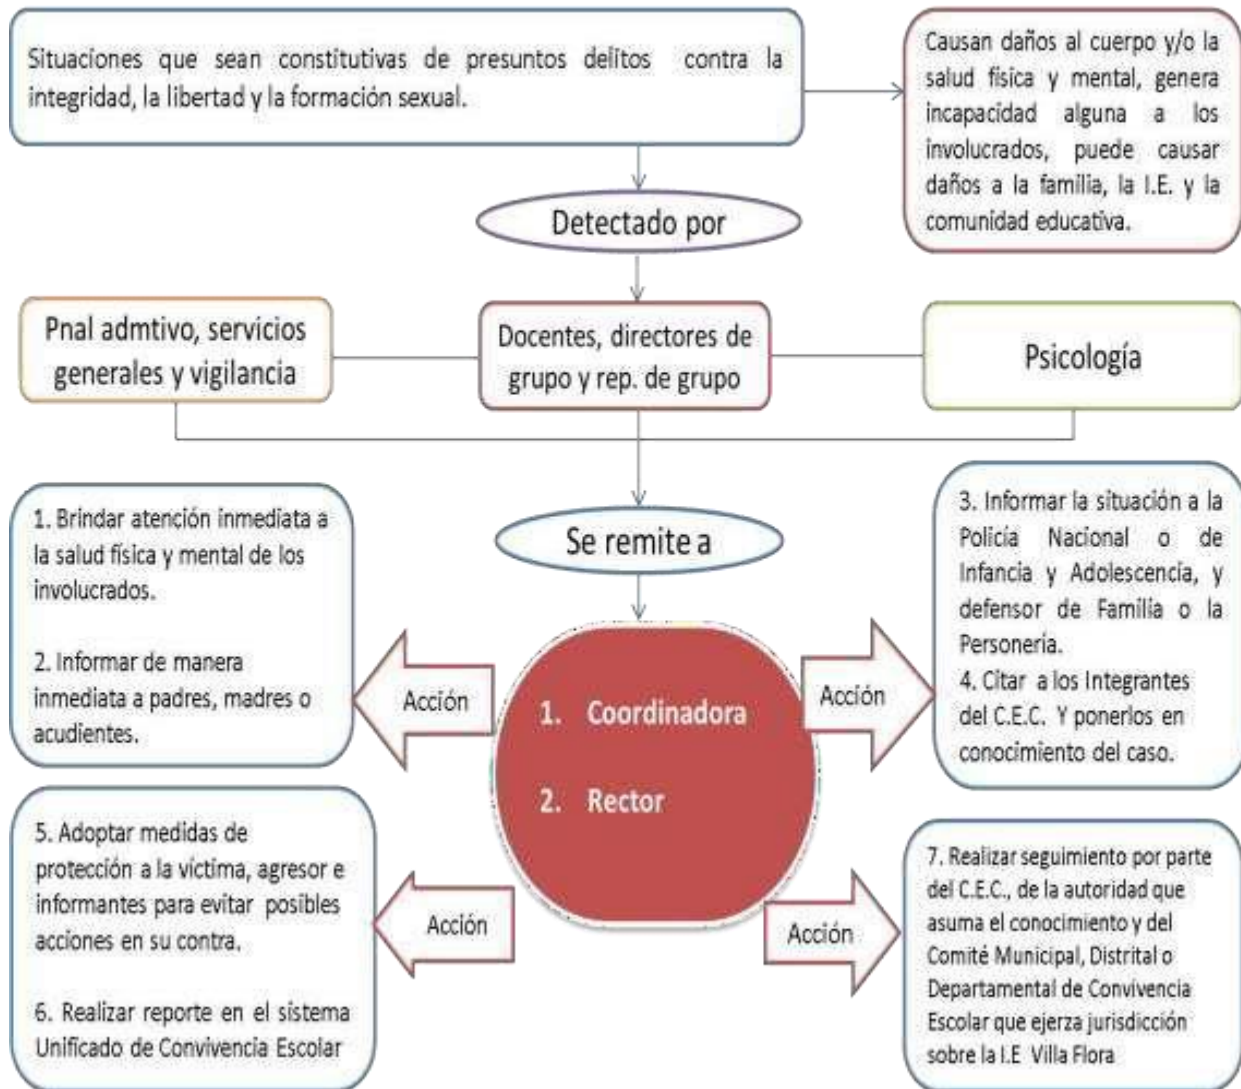 Situaciones que sean constitutivas de presuntos delitos contra la
integridad, la libertad y la formación sexual.
Causan daños al cuerpo y/o la
salud física y mental, genera
incapacidad alguna a los
involucrados, puede causar
daños a la familia, la I.E. y la
comunidad educativa.
Detectado por
Pnal admtivo, servicios
generales y vigilancia
Docentes, directores de
grupo y rep. de grupo
Psicología
Se remite a
1. Brindar atención inmediata a
la salud física y mental de los
involucrados.
2. Informar de manera
inmediata a padres, madres o
acudientes.
Acción
1. Coordinadora
2. Rector
Acción
3. Informar la situación a la
Policía Nacional o de
Infancia y Adolescencia, y
defensor de Familia o la
Personería.
4. Citar a los Integrantes
del C.E.C. Y ponerlos en
conocimiento del caso.
5. Adoptar medidas de
protección a la víctima, agresor e
informantes para evitar posibles
acciones en su contra.
6. Realizar reporte en el sistema
Unificado de Convivencia Escolar
Acción
Acción
7. Realizar seguimiento por parte
del C.E.C., de la autoridad que
asuma el conocimiento y del
Comité Municipal, Distrital o
Departamental de Convivencia
Escolar que ejerza jurisdicción
sobre la I.E Villa Flora